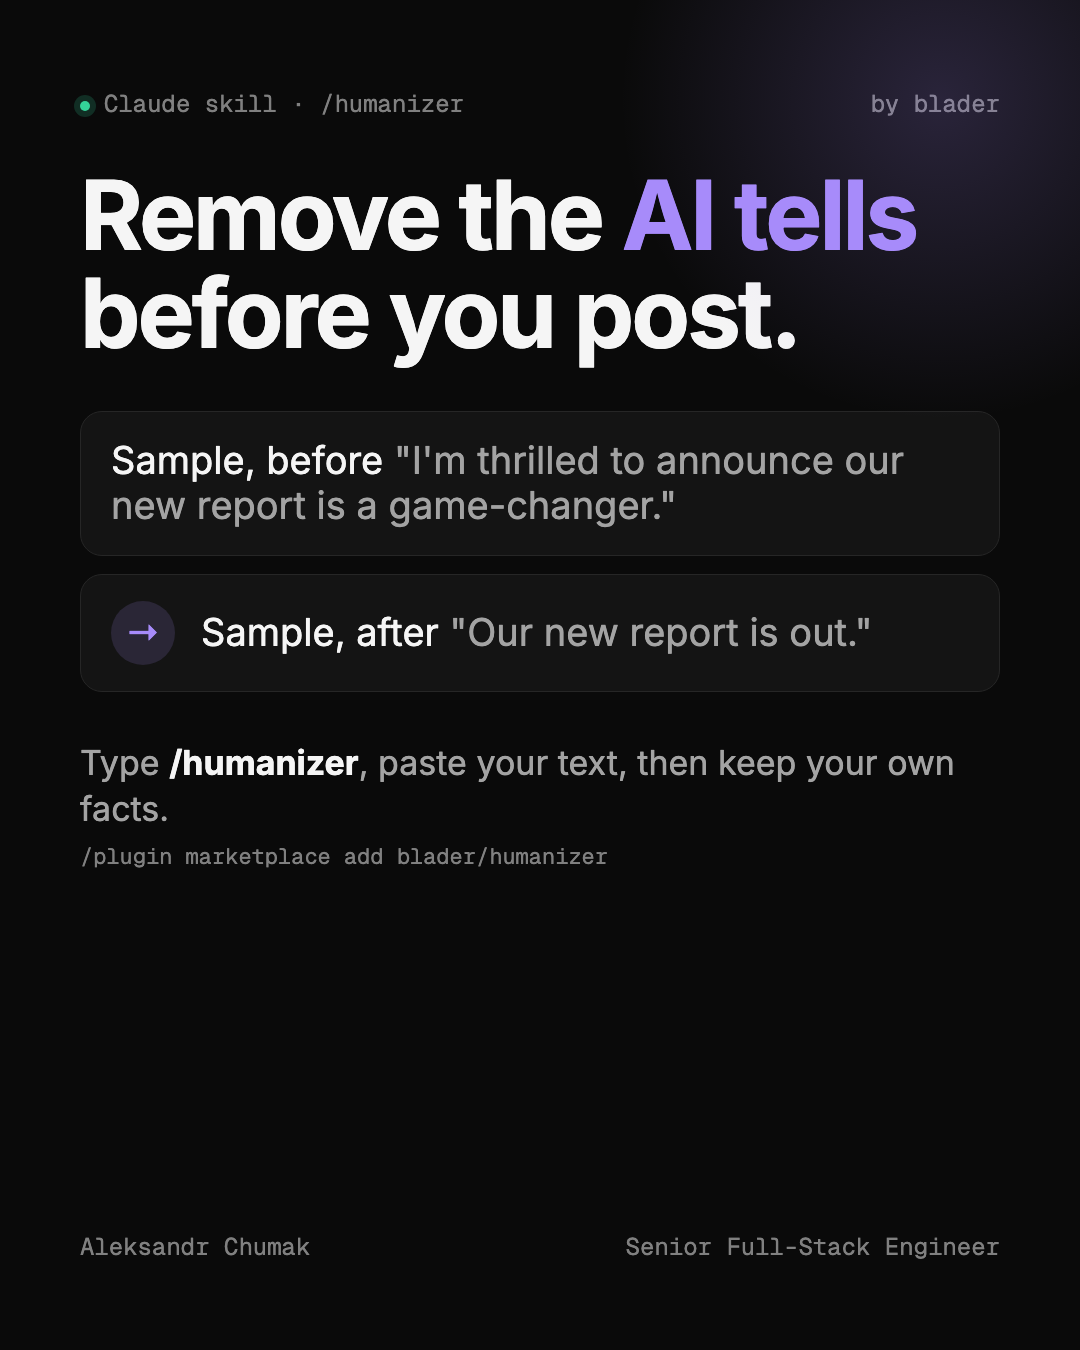 Claude skill · /humanizer
by blader
Remove the AI tells
before you post.
Sample, before "I'm thrilled to announce our
new report is a game-changer."
→ Sample, after "Our new report is out."
Type /humanizer, paste your text, then keep your own
facts.
/plugin marketplace add blader/humanizer
Aleksandr Chumak
Senior Full-Stack Engineer